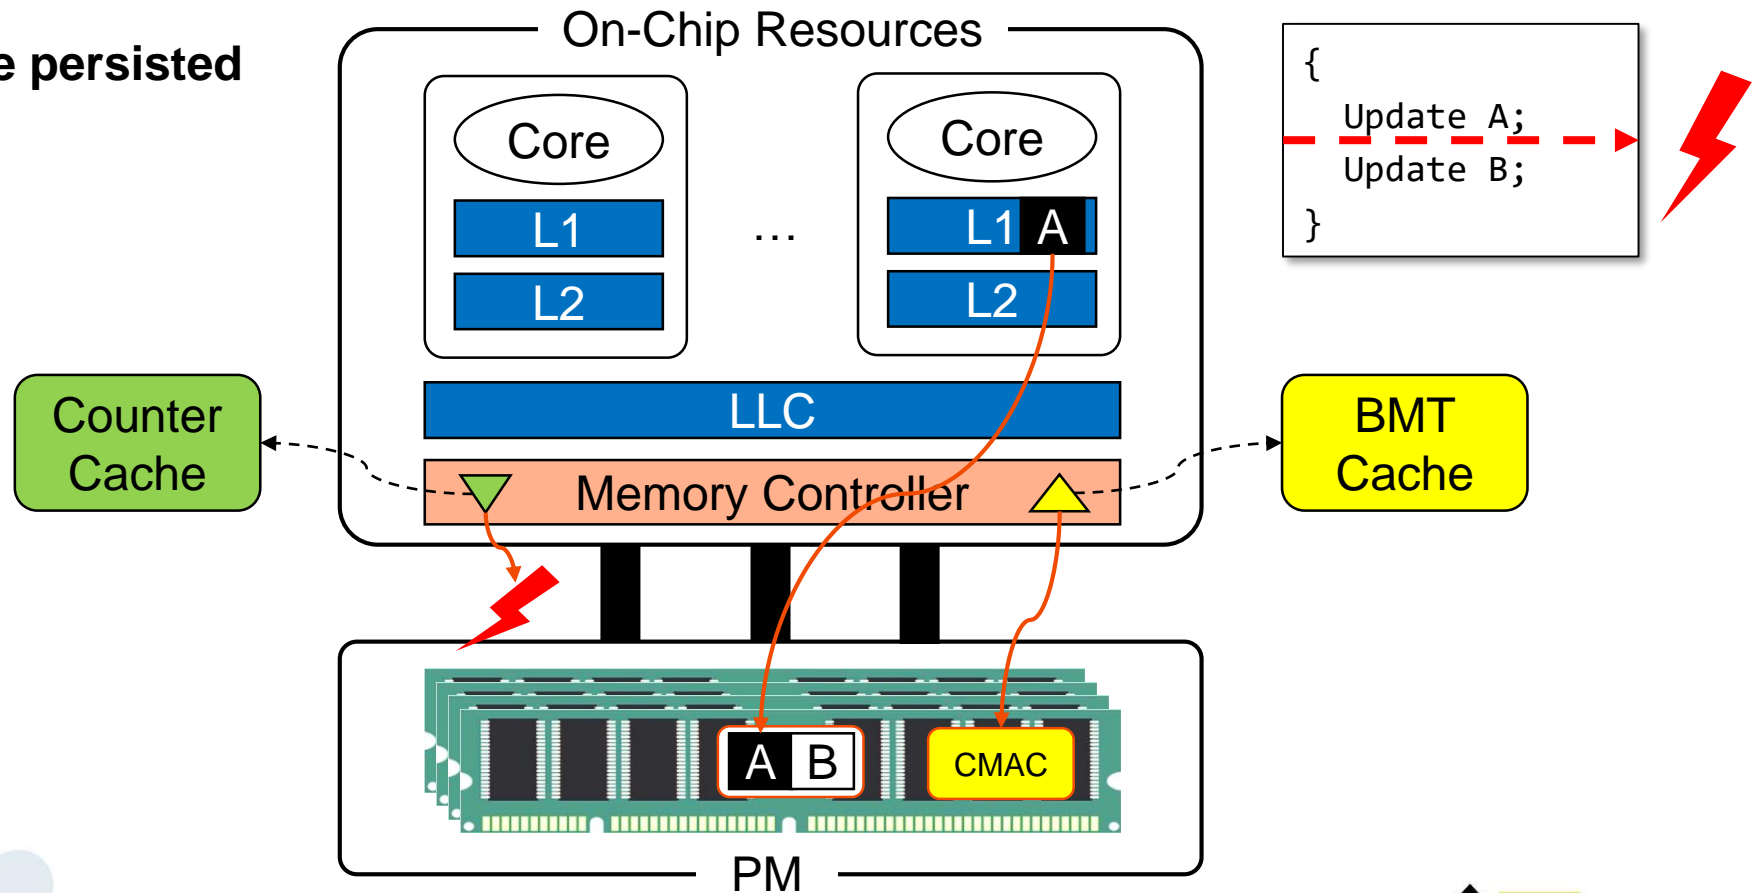 e persisted
On-Chip Resources
{
Update A;
Update B;
}
Core
Core
L1
…
L1 A
L2
L2
Counter
Cache
LLC
BMT
Cache
Memory Controller
A B
CMAC
PM